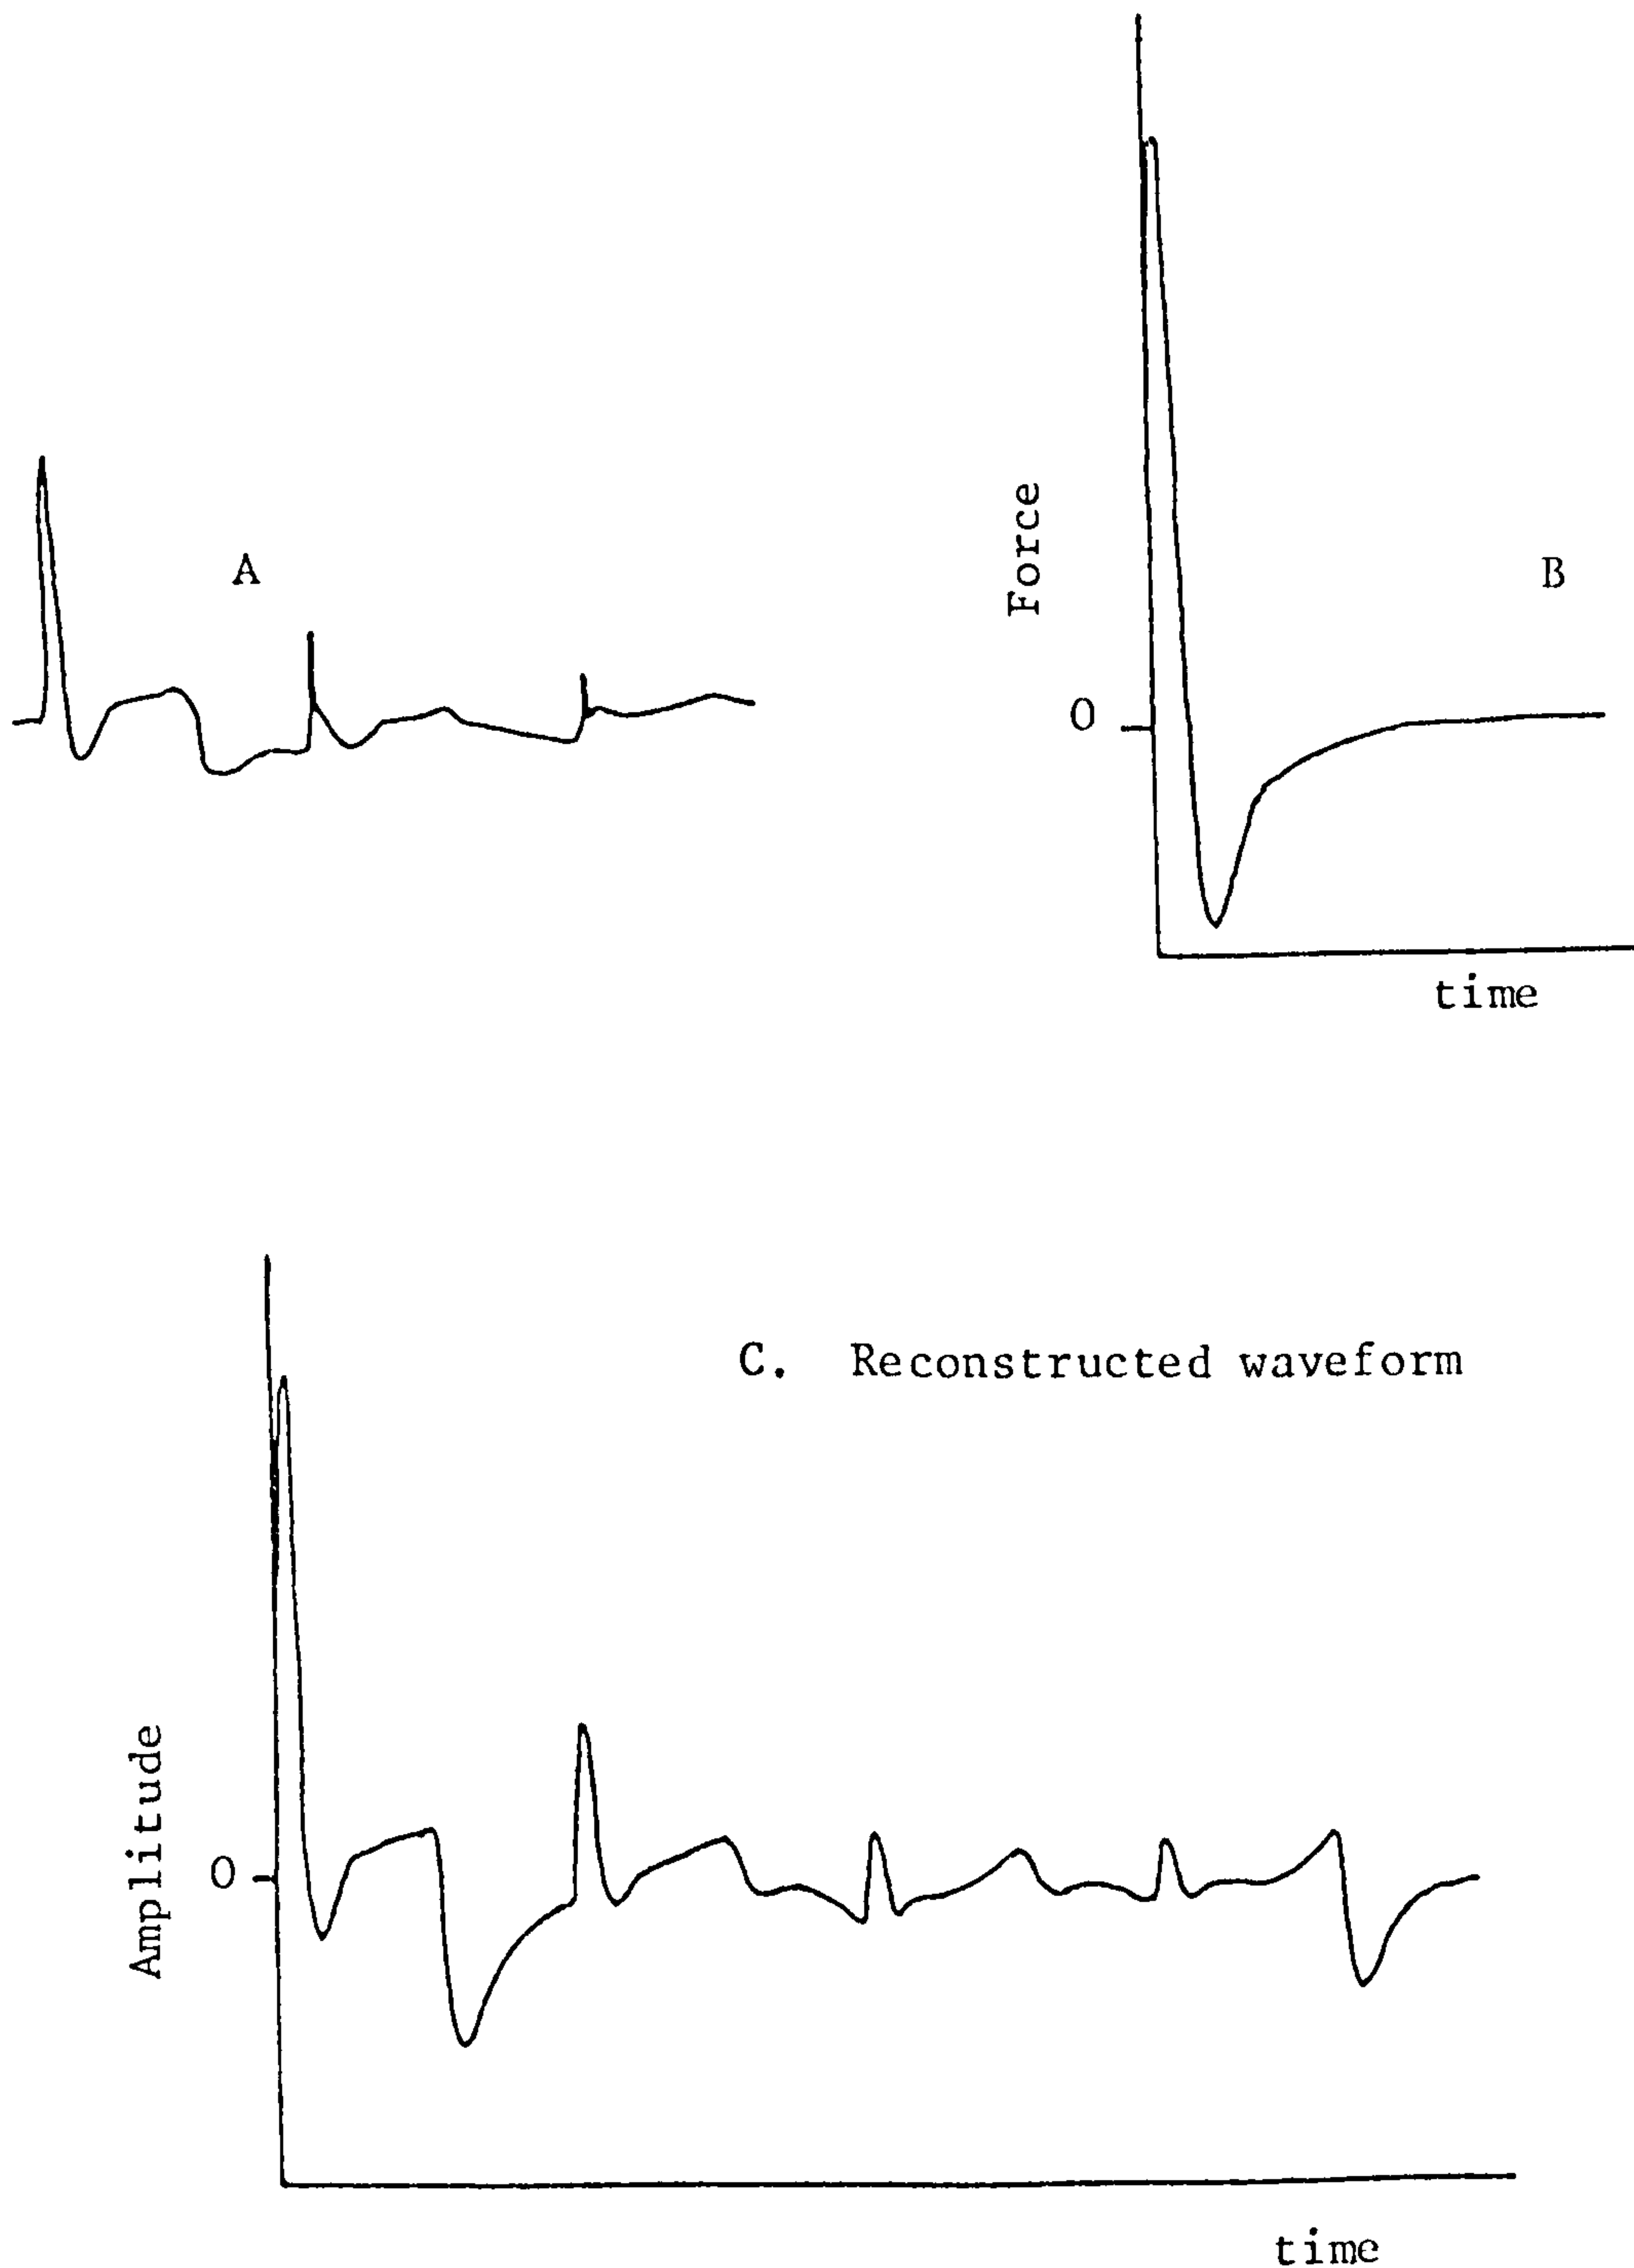 A
Force
B
0
time
C. Reconstructed waveform
Amplitude
0
time